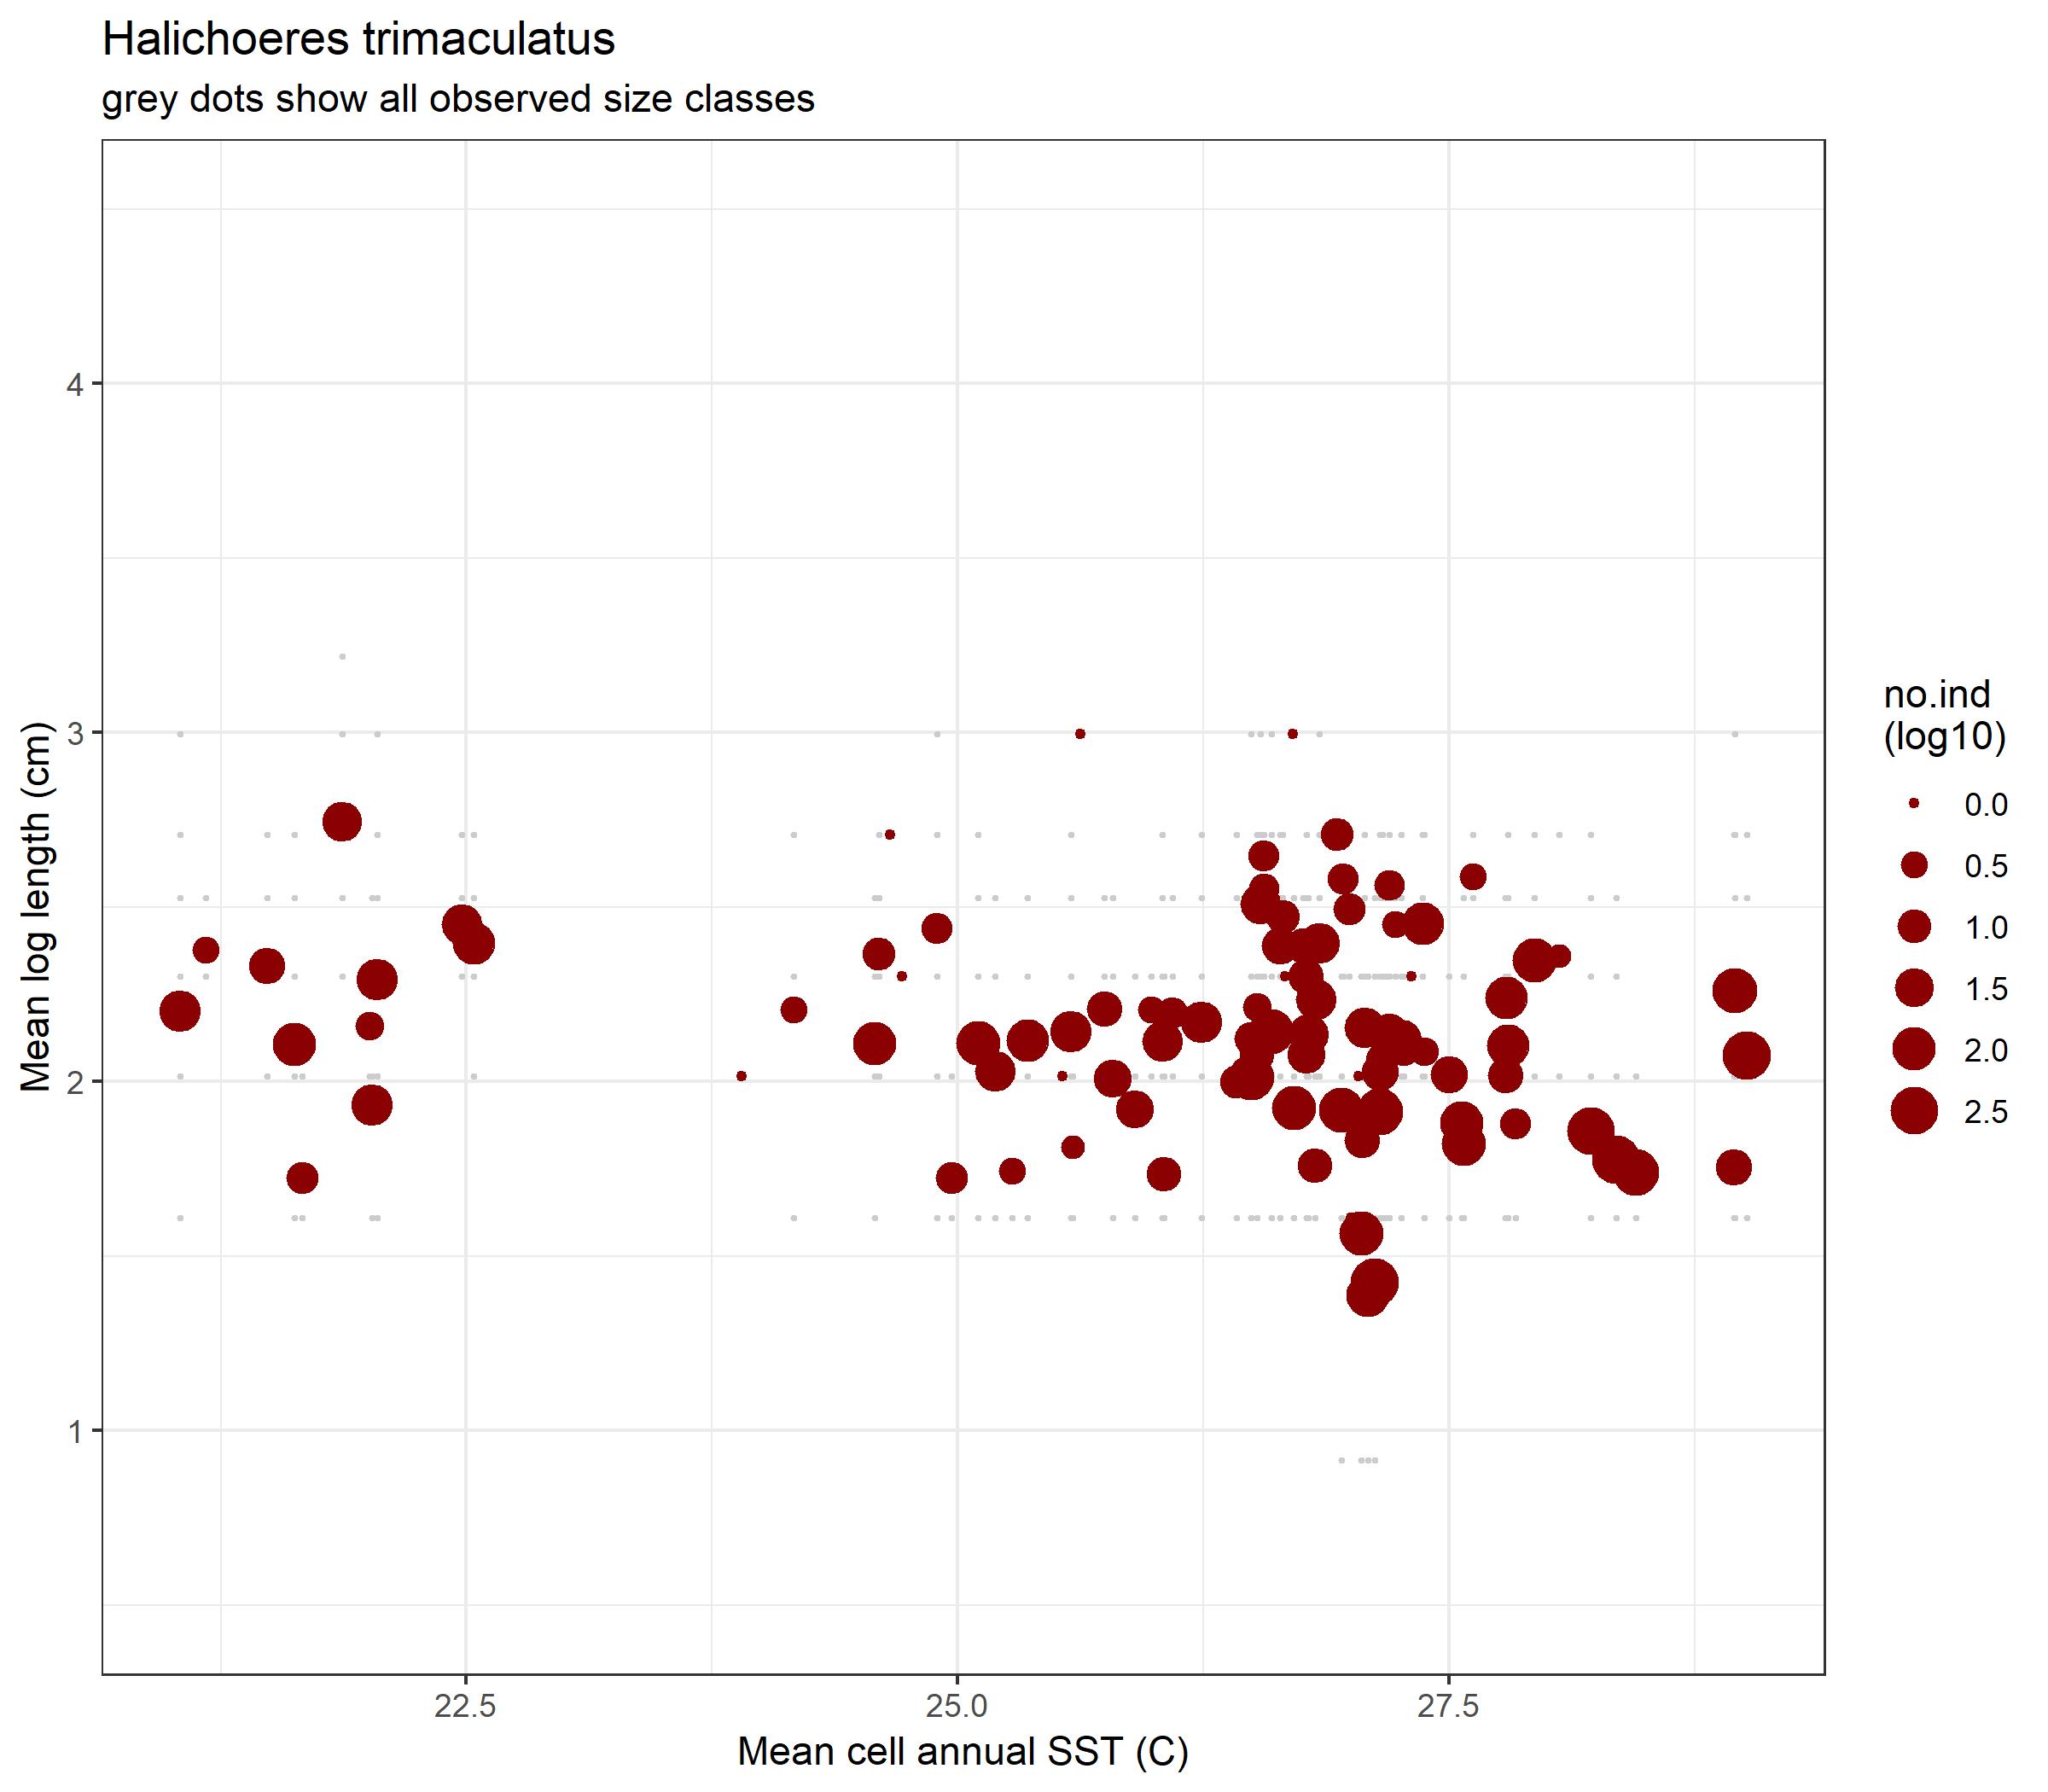 Halichoeres trimaculatus
grey dots show all observed size classes
Mean log length (cm)
4
3
2
1
22.5
25.0
27.5
Mean cell annual SST (C)
no.ind
(log10)
0.0
0.5
1.0
1.5
2.0
2.5